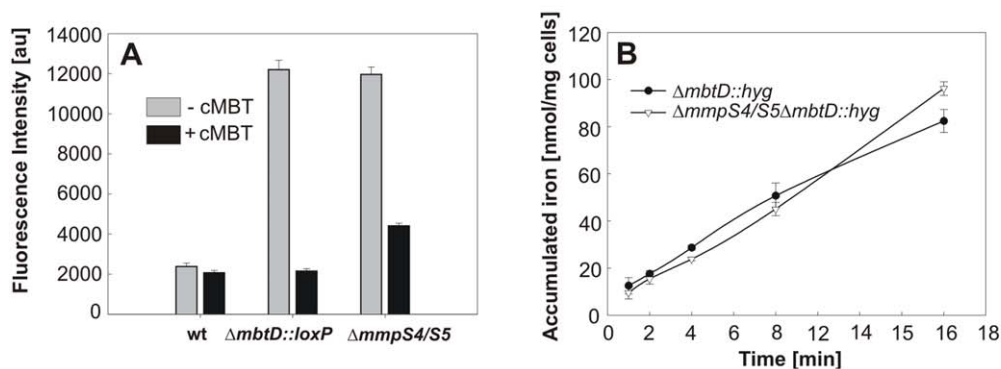 A
Fluorescence Intensity [au]
14000
12000
10000
8000
6000
4000
2000
0
- cMBT
+ cMBT
wt
ΔmbtD::loxP
ΔmmpS4/S5
B
Accumulated iron [nmol/mg cells]
120
100
80
60
40
20
0
ΔmbtD::hyg
ΔmmpS4/S5ΔmbtD::hyg
0 2 4 6 8 12 14 16 18
Time [min]